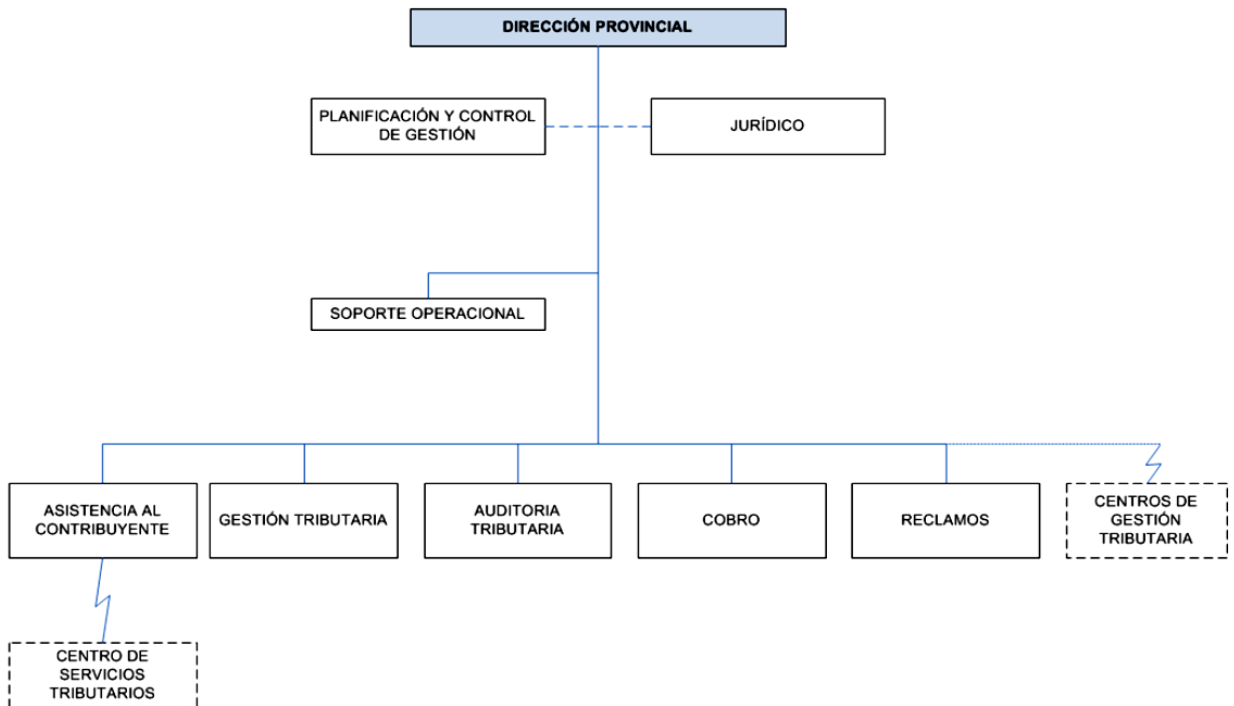 DIRECCIÓN PROVINCIAL
PLANIFICACIÓN Y CONTROL
DE GESTIÓN
JURÍDICO
SOPORTE OPERACIONAL
ASISTENCIA AL
CONTRIBUYENTE
GESTIÓN TRIBUTARIA
AUDITORIA
TRIBUTARIA
COBRO
RECLAMOS
CENTROS DE
GESTIÓN
TRIBUTARIA
CENTRO DE
SERVICIOS
TRIBUTARIOS